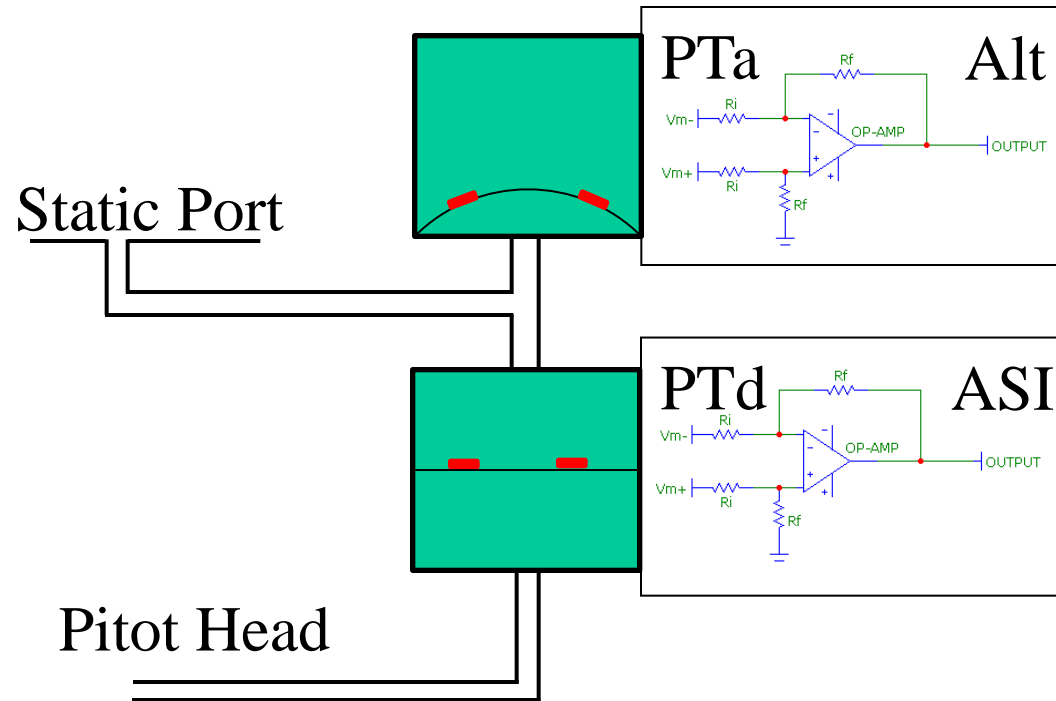 PTa Alt
Rf
Ri
Vm-
OP-AMP
OUTPUT
Vm+
Ri
Rf
Static Port
PTd ASI
Rf
Ri
Vm-
OP-AMP
OUTPUT
Vm+
Ri
Rf
Pitot Head